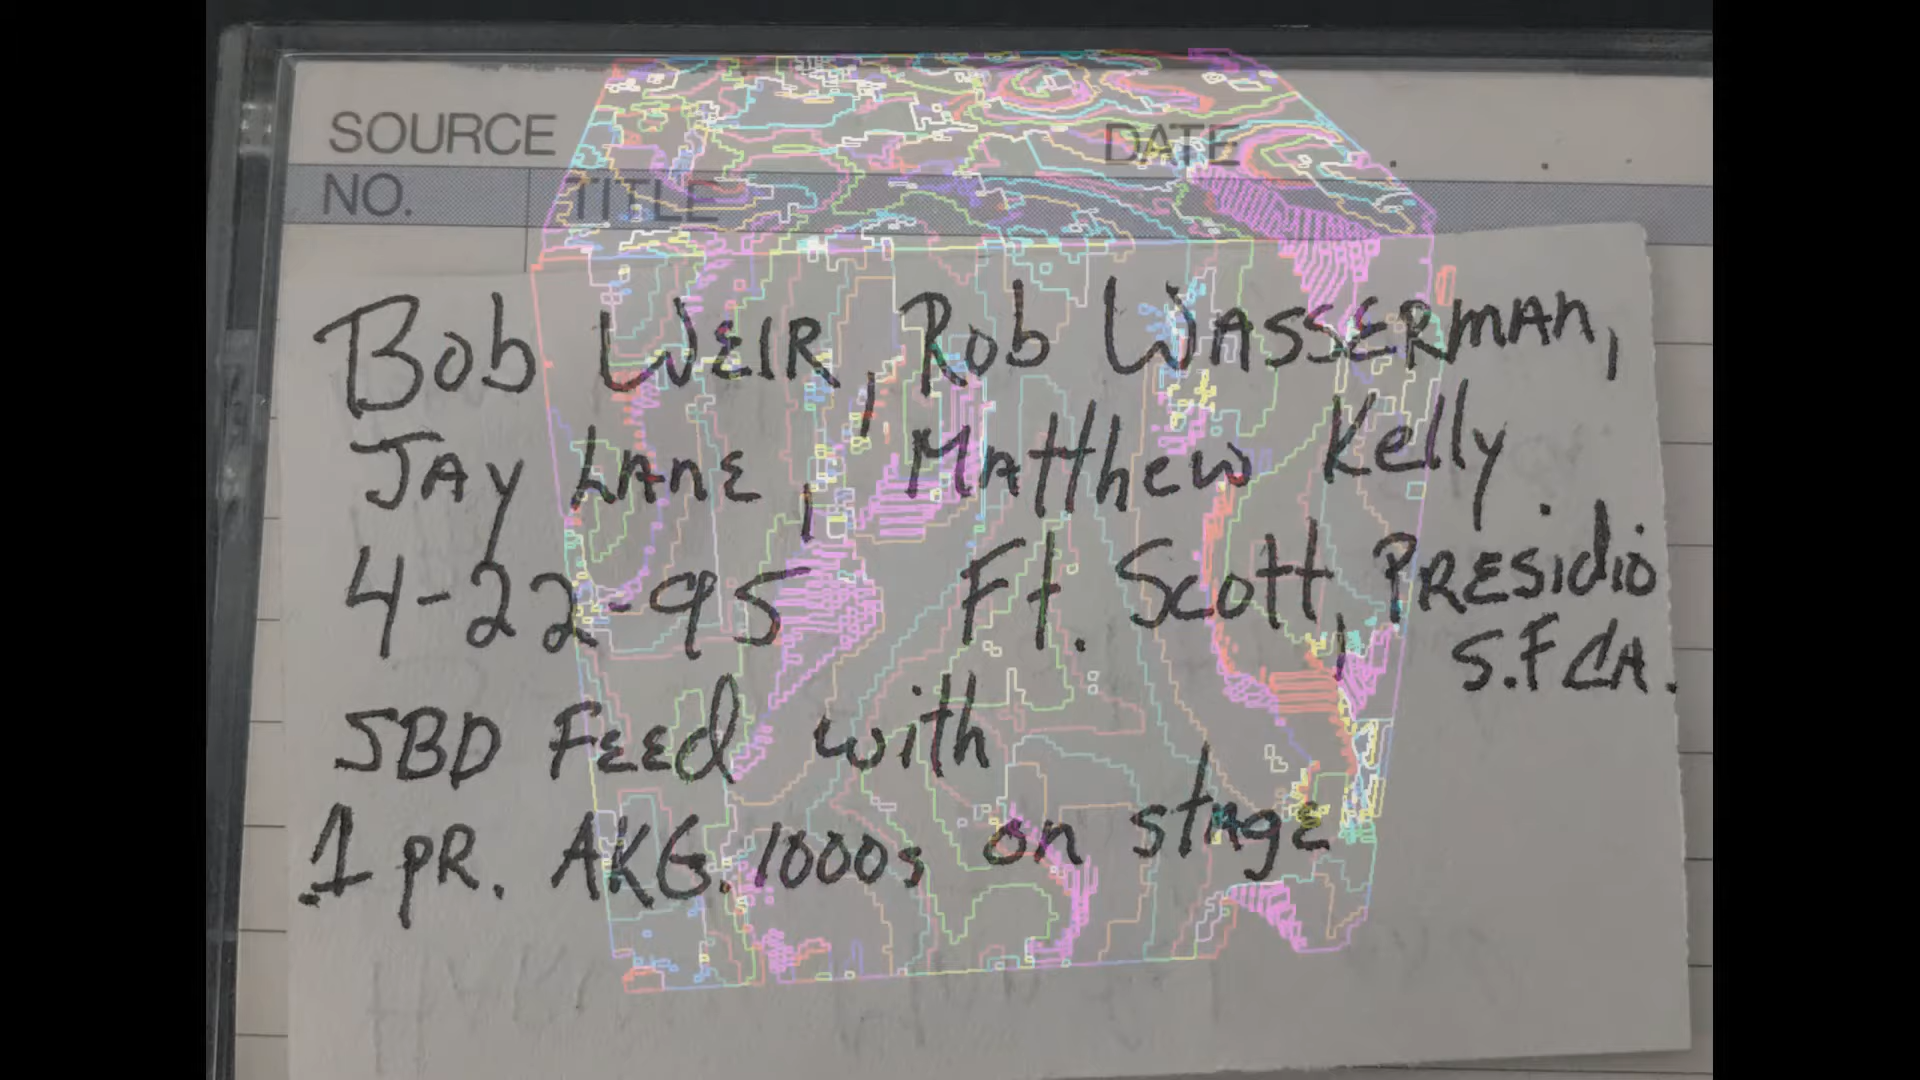 SOURCE DATE
NO. TITLE
Bob WEIR, Rob WASSERMAN,
JAY LANE, Matthew Kelly.
4-22-95 Ft. Scott, PRESidio
S.F CA.
SBD FEEd with
1 pR. AKG.1000s on stage